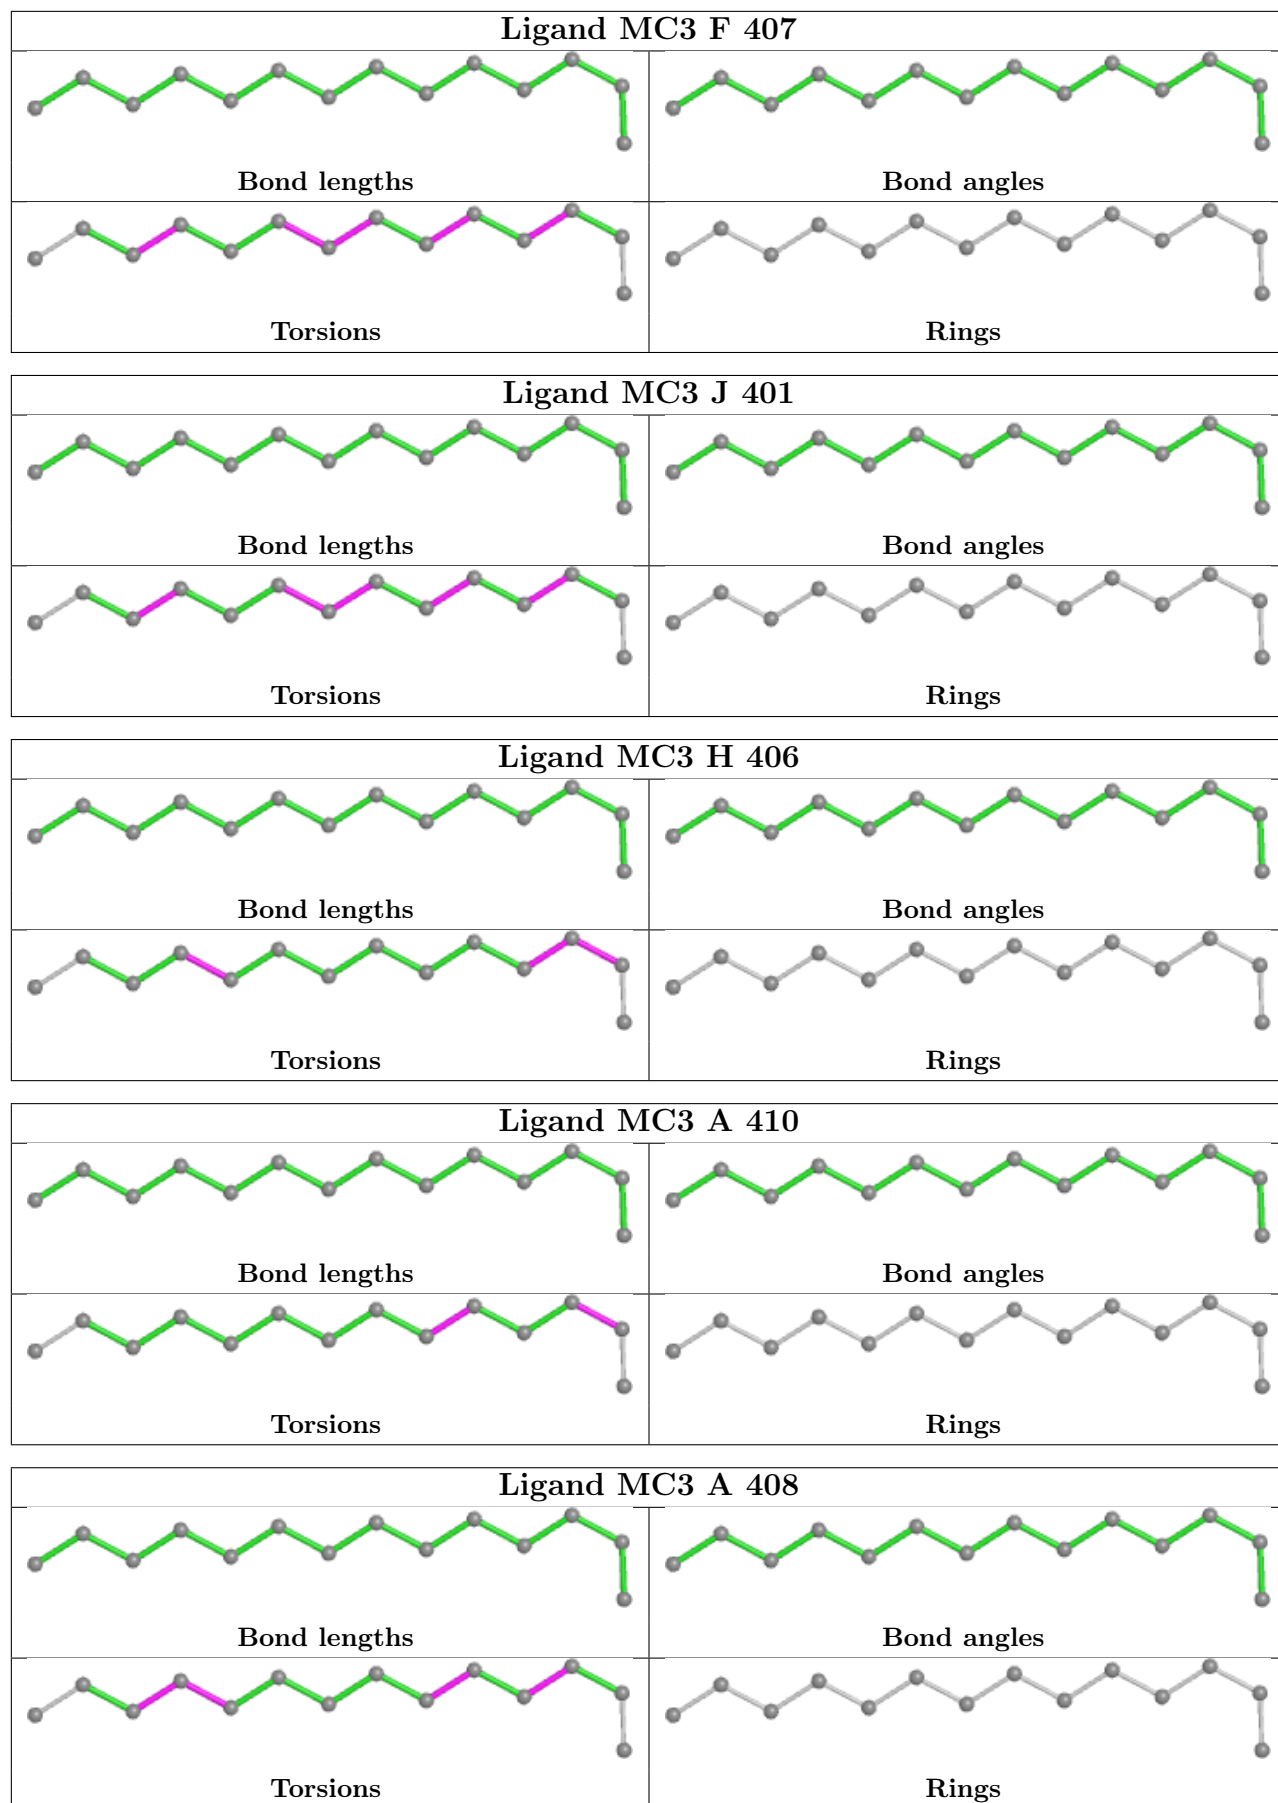 Ligand MC3 F 407
Bond lengths Bond angles
Torsions Rings
Ligand MC3 J 401
Bond lengths Bond angles
Torsions Rings
Ligand MC3 H 406
Bond lengths Bond angles
Torsions Rings
Ligand MC3 A 410
Bond lengths Bond angles
Torsions Rings
Ligand MC3 A 408
Bond lengths Bond angles
Torsions Rings